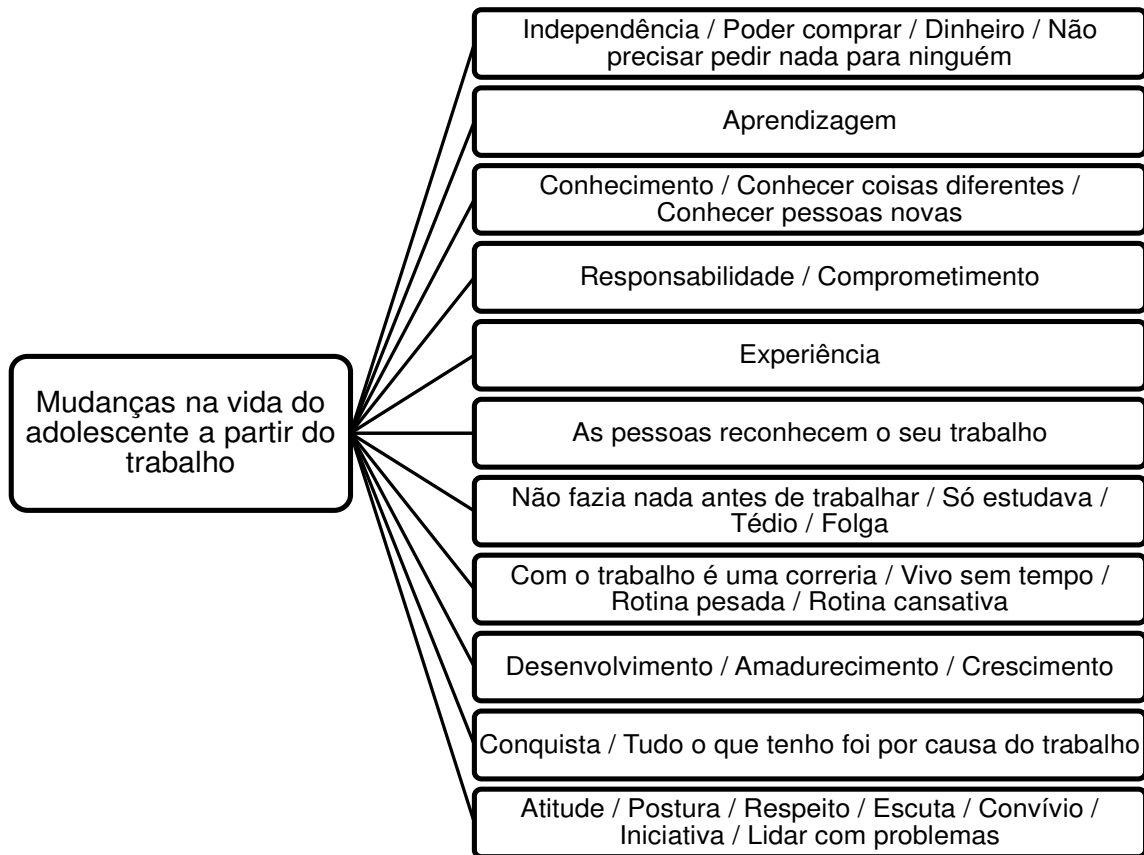 Independência / Poder comprar / Dinheiro / Não
precisar pedir nada para ninguém
Aprendizagem
Conhecimento / Conhecer coisas diferentes /
Conhecer pessoas novas
Responsabilidade / Comprometimento
Experiência
Mudanças na vida do
adolescente a partir do
trabalho
As pessoas reconhecem o seu trabalho
Não fazia nada antes de trabalhar / Só estudava /
Tédio / Folga
Com o trabalho é uma correria / Vivo sem tempo /
Rotina pesada / Rotina cansativa
Desenvolvimento / Amadurecimento / Crescimento
Conquista / Tudo o que tenho foi por causa do trabalho
Atitude / Postura / Respeito / Escuta / Convívio /
Iniciativa / Lidar com problemas